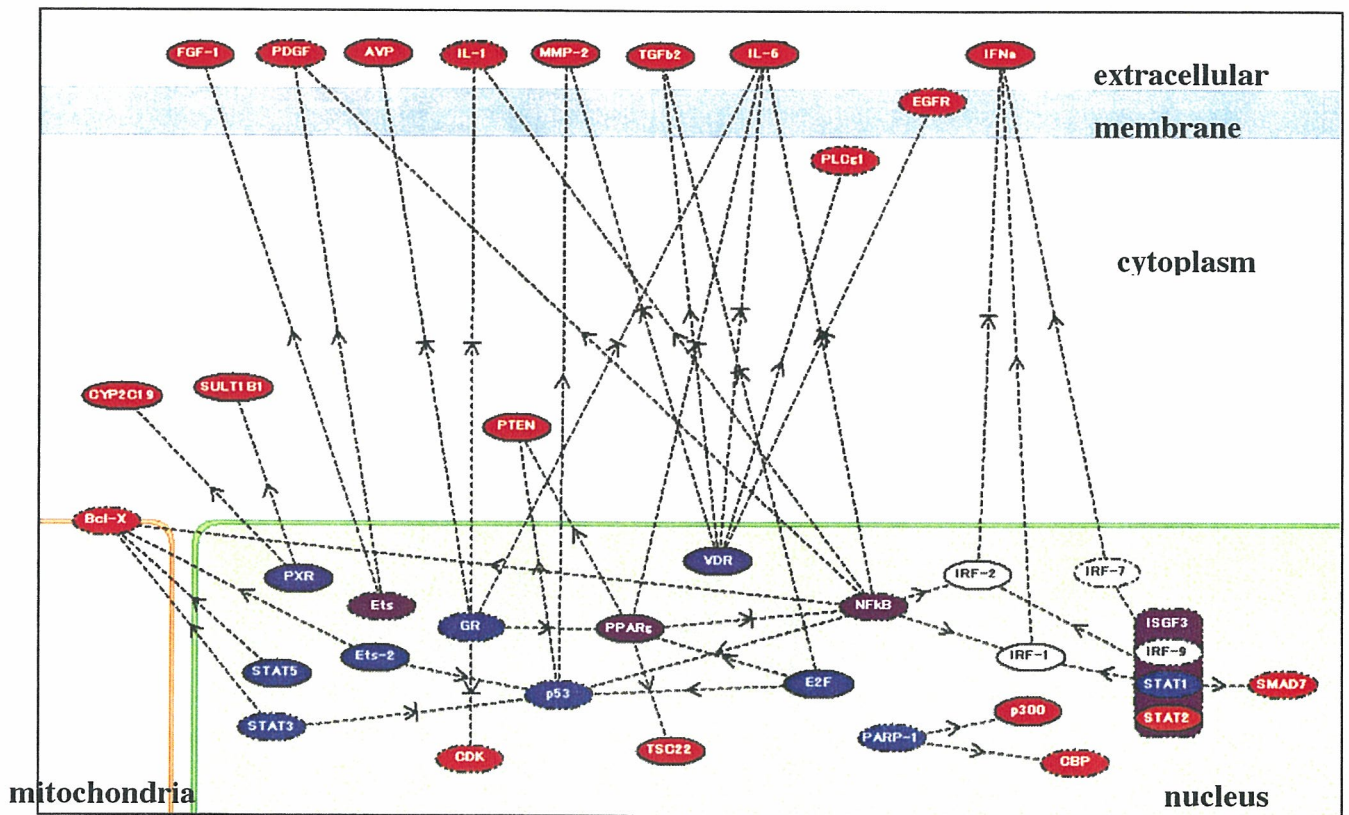 FGF-1 PDGF AVP IL-1 MMP-2 TGFb2 IL-6 IFNa
extracellular
EGFR
membrane
PLCg1
cytoplasm
CYP2C19 SULT1B1
PTEN
Bcl-X
VDR
PXR IRF-2 IRF-7
Ets NFkB
GR PPARg ISGF3
Ets-2 IRF-1 IRF-9
STAT5 p53 E2F STAT1 SMAD7
STAT3 p300 STAT2
PARP-1
CDK TSC22 CBP
mitochondria nucleus